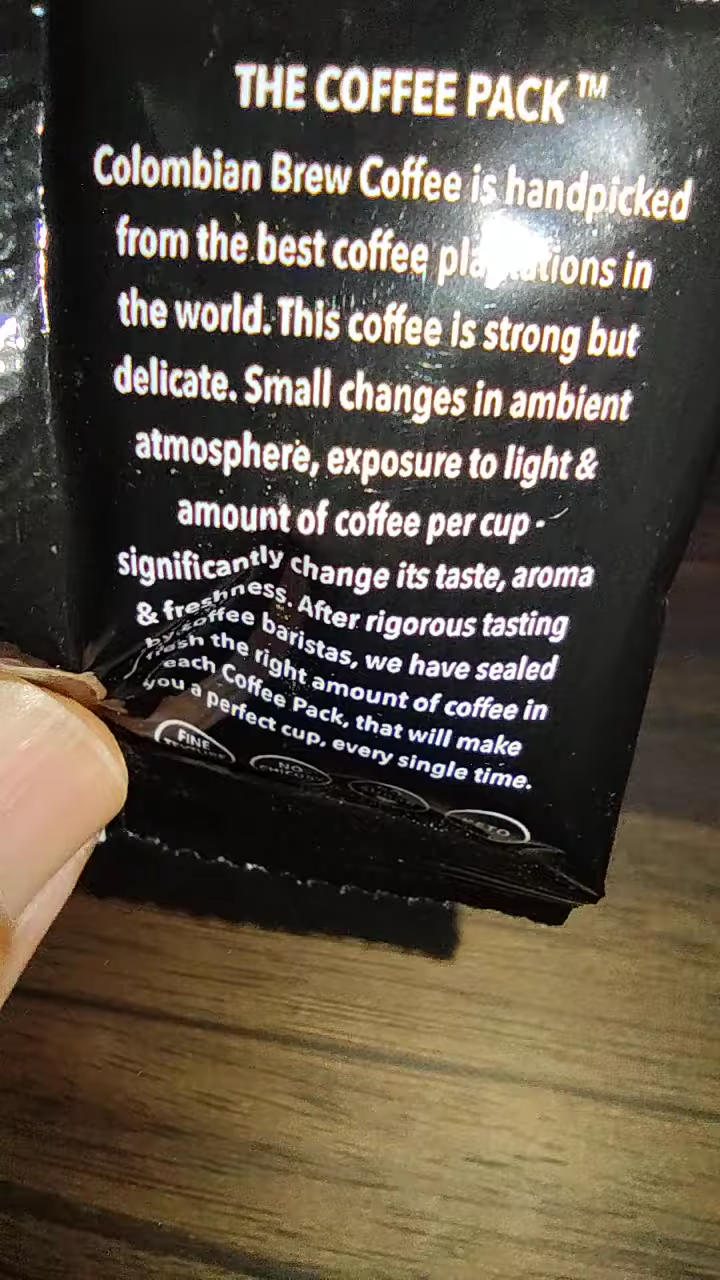 THE COFFEE PACK™
Colombian Brew Coffee is handpicked
from the best coffee plantations in
the world. This coffee is strong but
delicate. Small changes in ambient
atmosphere, exposure to light &
amount of coffee per cup -
significantly change its taste, aroma
& freshness. After rigorous tasting
by coffee baristas, we have sealed
fresh the right amount of coffee in
each Coffee Pack, that will make
you a perfect cup, every single time.
FINE
NO
KETO